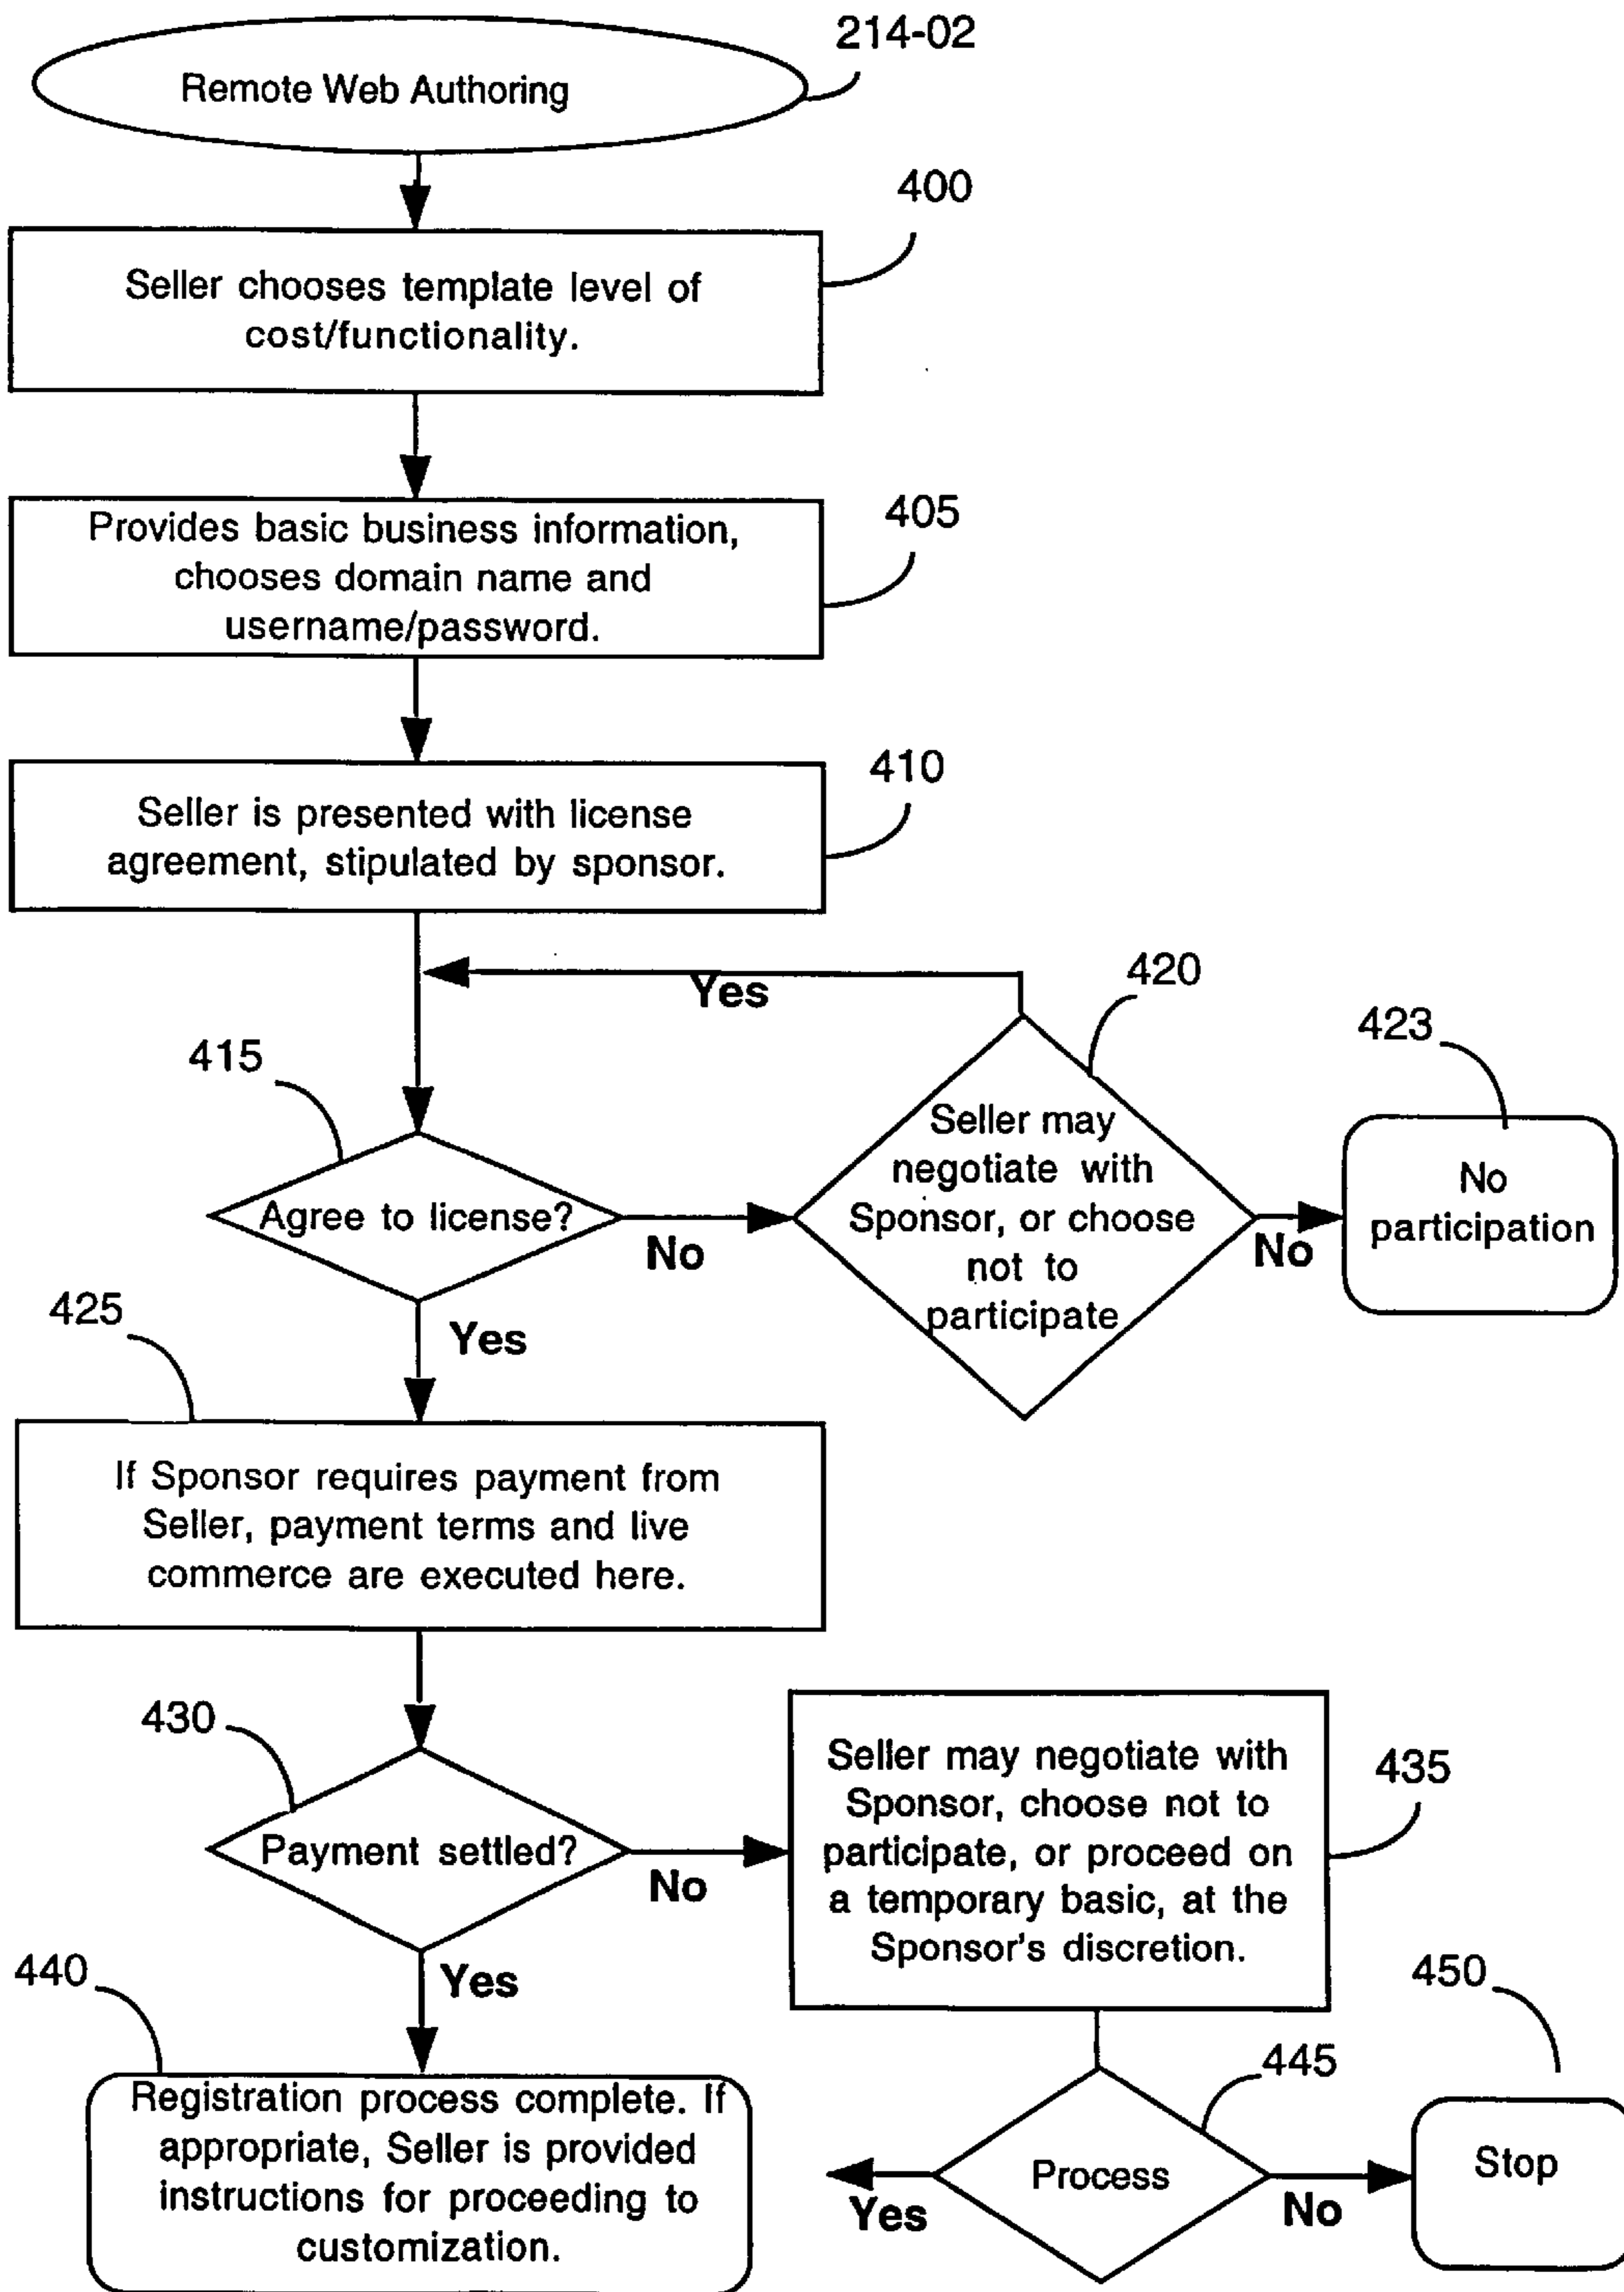 214-02
Remote Web Authoring
400
Seller chooses template level of
cost/functionality.
405
Provides basic business information,
chooses domain name and
username/password.
410
Seller is presented with license
agreement, stipulated by sponsor.
Yes
420
423
415
Agree to license?
No
Seller may
negotiate with
Sponsor, or choose
not to
participate
No
No
participation
425
Yes
If Sponsor requires payment from
Seller, payment terms and live
commerce are executed here.
430
Payment settled?
No
Seller may negotiate with
Sponsor, choose not to
participate, or proceed on
a temporary basic, at the
Sponsor's discretion.
435
440
Yes
Registration process complete. If
appropriate, Seller is provided
instructions for proceeding to
customization.
445
450
Process
Yes
No
Stop